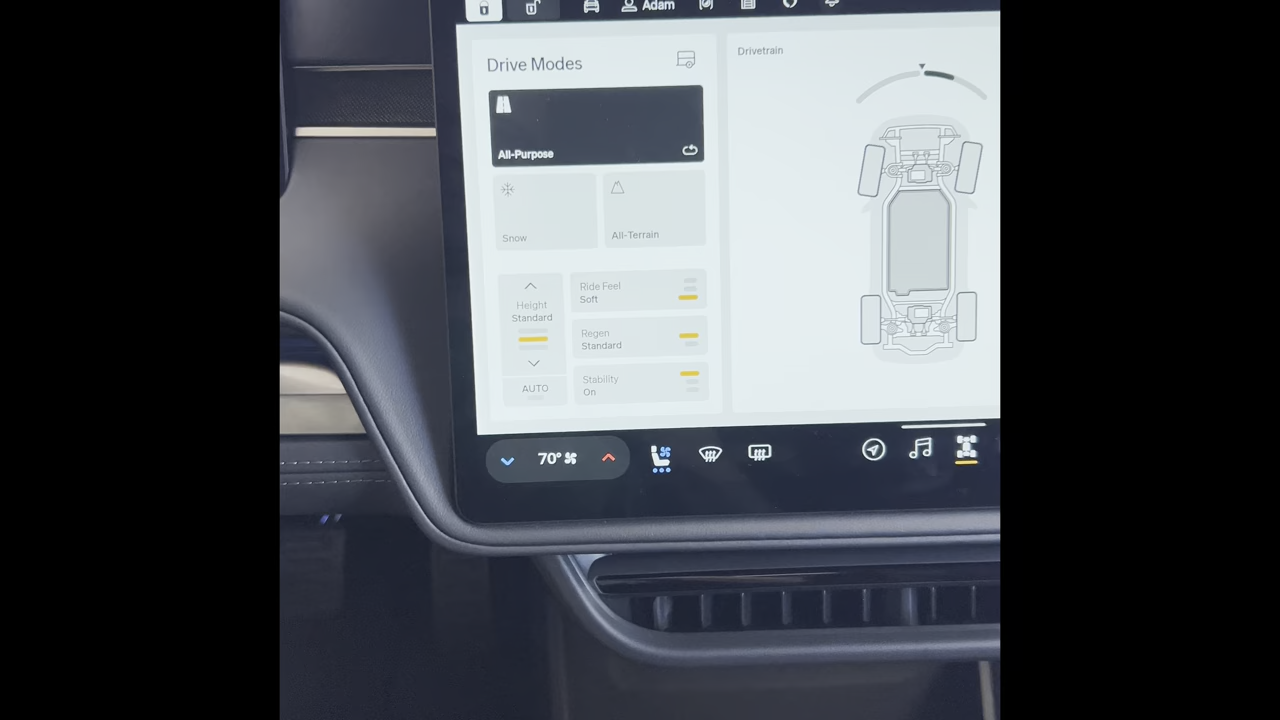 Adam
Drive Modes
Drivetrain
All-Purpose
Snow
All-Terrain
Height
Standard
AUTO
Ride Feel
Soft
Regen
Standard
Stability
On
70°